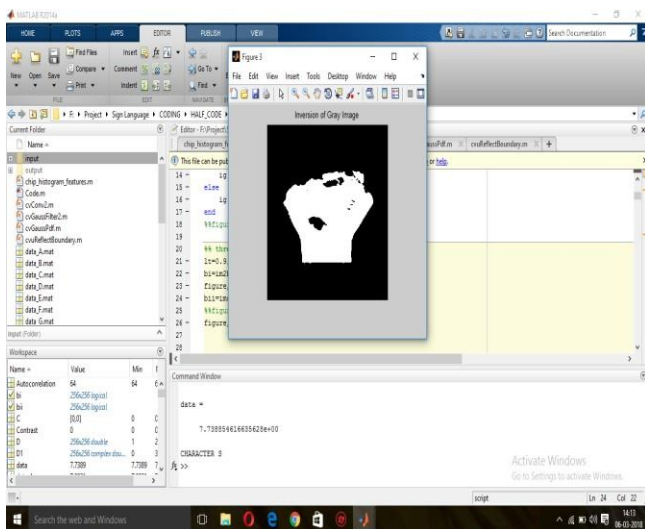 MATLAB R2014a
HOME PLOTS APPS EDITOR PUBLISH VIEW
Search Documentation
New Open Save
Find Files
Compare
Print
Insert
Comment
Indent
Go To
Find
FILE EDIT NAVIGATE
F: Project Sign Language CODING HALF_CODE
Current Folder
Name
input
output
chip_histogram_features.m
Code.m
cvConv2.m
cvGaussFilter2.m
cvGaussPdf.m
cvuReflectBoundary.m
data_A.mat
data_B.mat
data_C.mat
data_D.mat
data_E.mat
data_F.mat
data_G.mat
input (Folder)
Workspace
Name Value Min
Autocorrelation 64 64
bi 256x256 logical
bii 256x256 logical
C [0,0] 0
Contrast 0 0
D 256x256 double 1
D1 256x256 complex dou... 0
data 7.7389 7.7389
Editor - F:\Project\
chip_histogram_f
ussPdf.m cvuReflectBoundary.m
This file can be pub
or help.
14 - ig
15 - else
16 - ig
17 - end
18 %%figu
19
20 %% thre
21 - lt=0.9
22 - bi=im2
23 - figure,
24 - bii=im
25 %%figu
26 - figure,
27
28
Figure 3
File Edit View Insert Tools Desktop Window Help
Inversion of Gray Image
Command Window
data =
7.738854616635628e+00
CHARACTER S
fx >>
Activate Windows
Go to Settings to activate Windows.
script Ln 24 Col 22
Search the web and Windows
14:13
06-03-2018